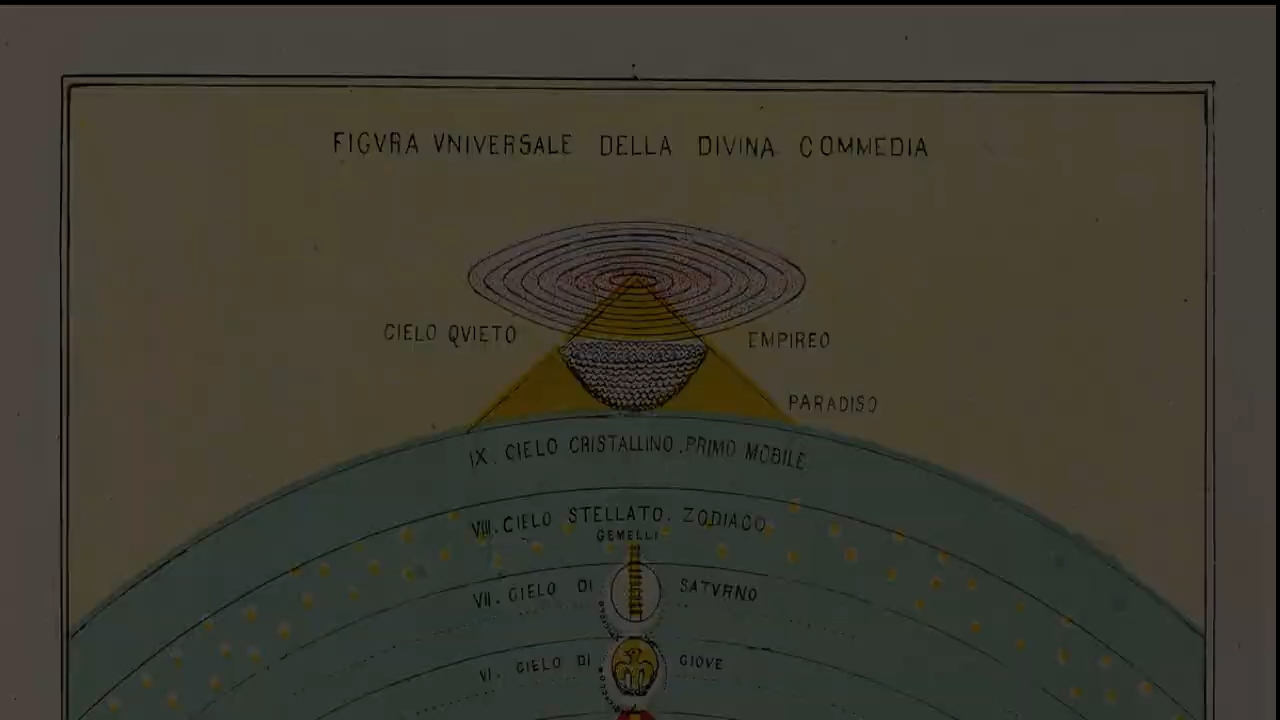 FIGVRA VNIVERSALE DELLA DIVINA COMMEDIA
CIELO QVIETO EMPIREO
PARADISO
IX. CIELO CRISTALLINO. PRIMO MOBILE
VIII. CIELO STELLATO. ZODIACO
GEMELLI
VII. CIELO DI SATVRNO
VI. CIELO DI GIOVE